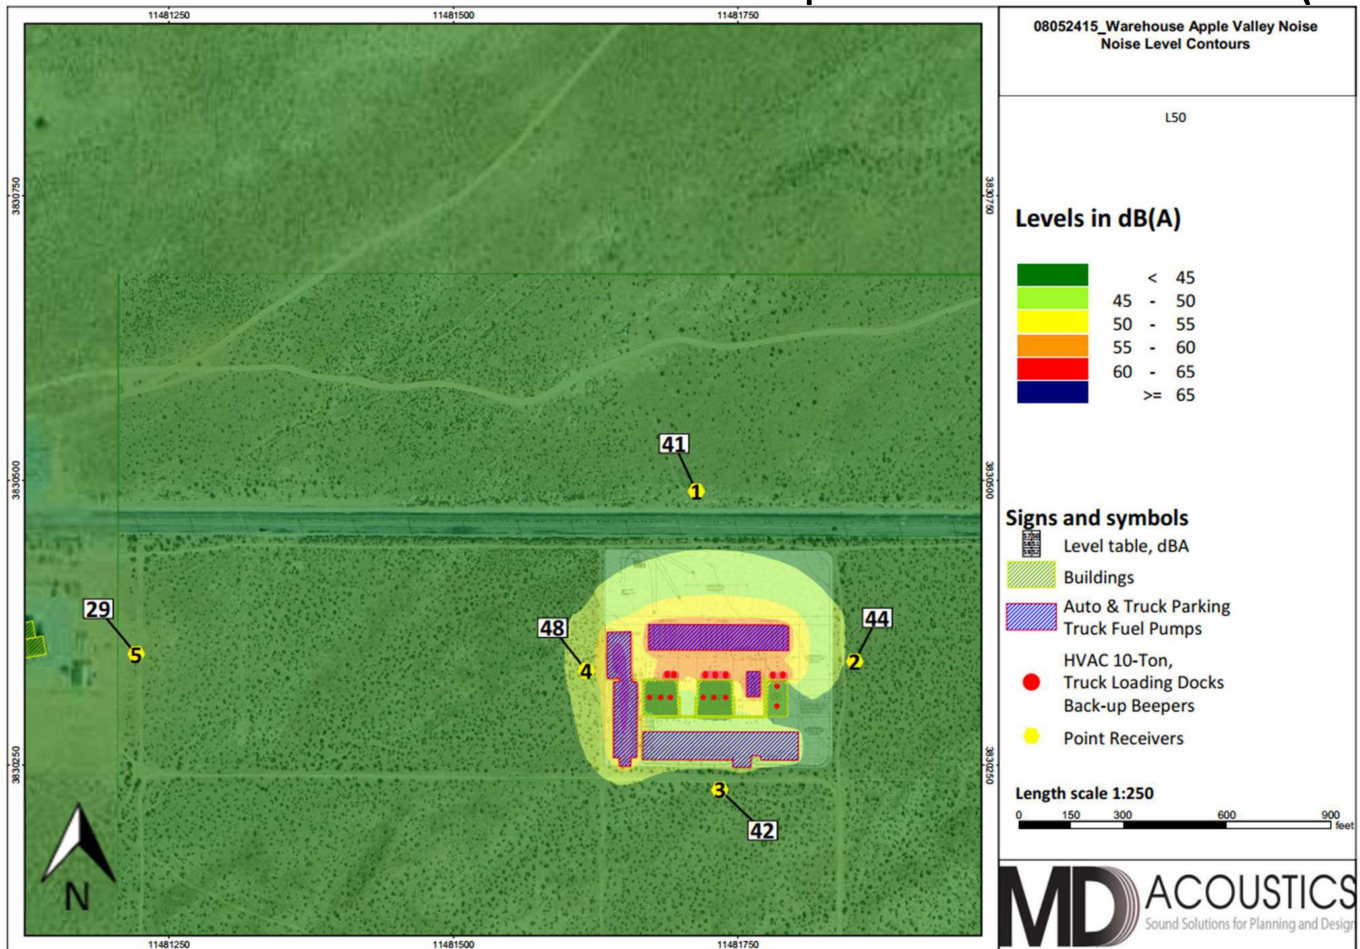 11481250
11481500
11481750
3830750
3830500
3830250
3830750
3830500
3830250
11481250
11481500
11481750
41
1
29
5
48
4
44
2
3
42
N
08052415_Warehouse Apple Valley Noise
Noise Level Contours
L50
Levels in dB(A)
< 45
45 - 50
50 - 55
55 - 60
60 - 65
>= 65
Signs and symbols
Level table, dBA
Buildings
Auto & Truck Parking
Truck Fuel Pumps
HVAC 10-Ton,
Truck Loading Docks
Back-up Beepers
Point Receivers
Length scale 1:250
0 150 300 600 900
feet
MD ACOUSTICS
Sound Solutions for Planning and Design